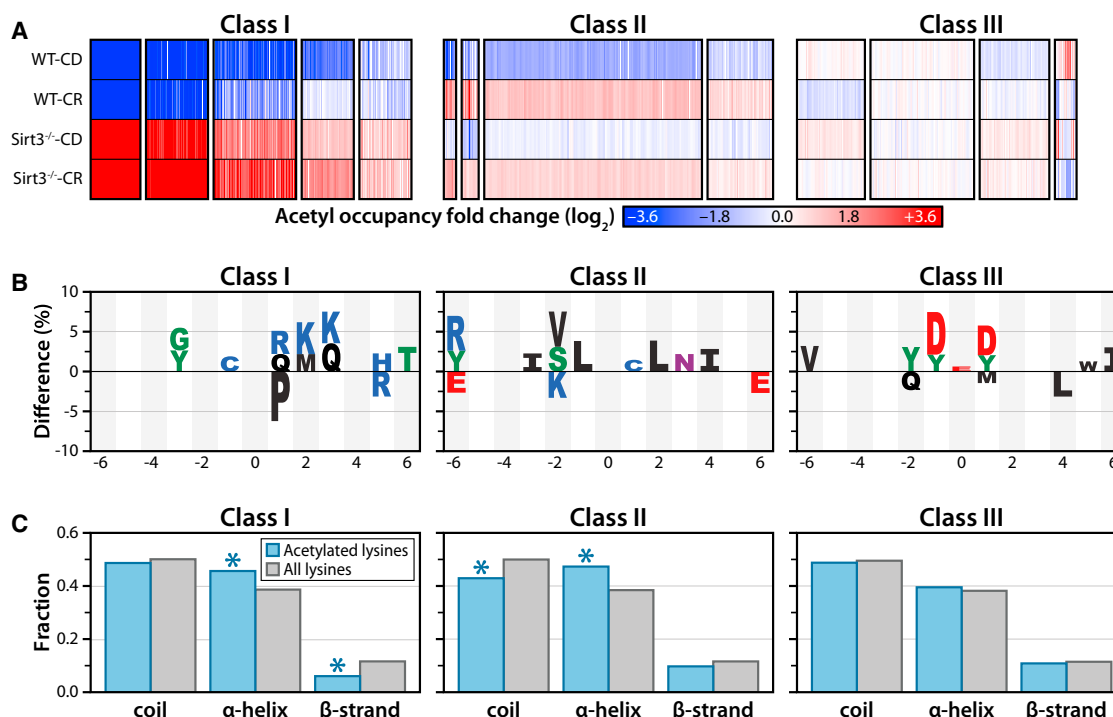 A
Class I
Class II
Class III
WT-CD
WT-CR
Sirt3-/--CD
Sirt3-/--CR
Acetyl occupancy fold change (log2)
−3.6 −1.8 0.0 1.8 +3.6
B
Class I
Class II
Class III
Difference (%)
10
5
0
-5
-10
G
Y
C
R
Q
P
K
M
K
Q
H
R
T
R
Y
E
I
V
S
K
L
C
L
N
I
E
V
Y
Q
D
Y
D
Y
M
L
W
I
-6 -4 -2 0 2 4 6
-6 -4 -2 0 2 4 6
-6 -4 -2 0 2 4 6
C
Class I
Class II
Class III
Fraction
0.6
0.4
0.2
0.0
Acetylated lysines
All lysines
*
*
*
*
coil α-helix ß-strand
coil α-helix ß-strand
coil α-helix ß-strand